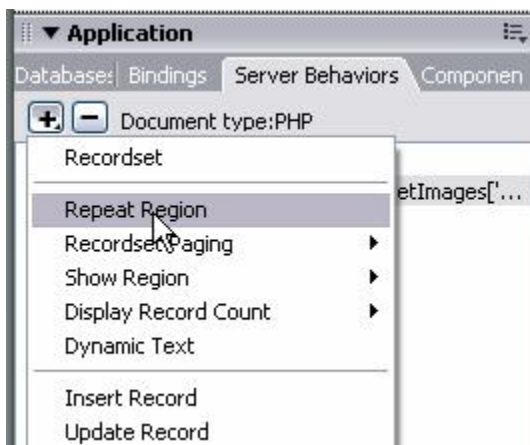 Application
Databases Bindings Server Behaviors Componen
Document type:PHP
Recordset
etImages['...
Repeat Region
Recordset Paging
Show Region
Display Record Count
Dynamic Text
Insert Record
Update Record